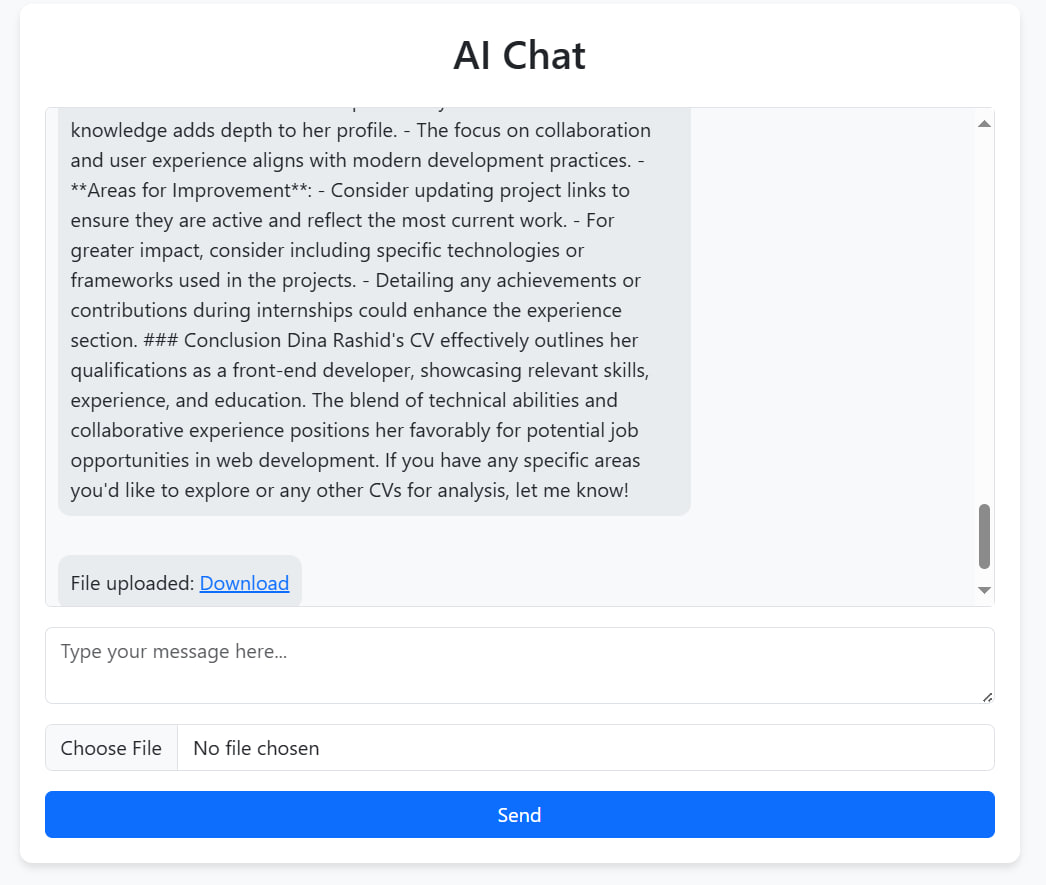 AI Chat
knowledge adds depth to her profile. - The focus on collaboration
and user experience aligns with modern development practices. -
**Areas for Improvement**: - Consider updating project links to
ensure they are active and reflect the most current work. - For
greater impact, consider including specific technologies or
frameworks used in the projects. - Detailing any achievements or
contributions during internships could enhance the experience
section. ### Conclusion Dina Rashid's CV effectively outlines her
qualifications as a front-end developer, showcasing relevant skills,
experience, and education. The blend of technical abilities and
collaborative experience positions her favorably for potential job
opportunities in web development. If you have any specific areas
you'd like to explore or any other CVs for analysis, let me know!
File uploaded: Download
Type your message here...
Choose File No file chosen
Send